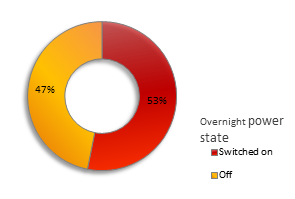 47%
53%
Overnight power
state
Switched on
Off